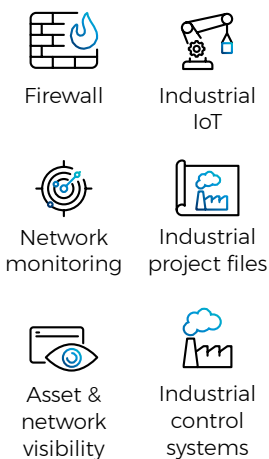 Firewall
Industrial
IoT
Network
monitoring
Industrial
project files
Asset &
network
visibility
Industrial
control
systems